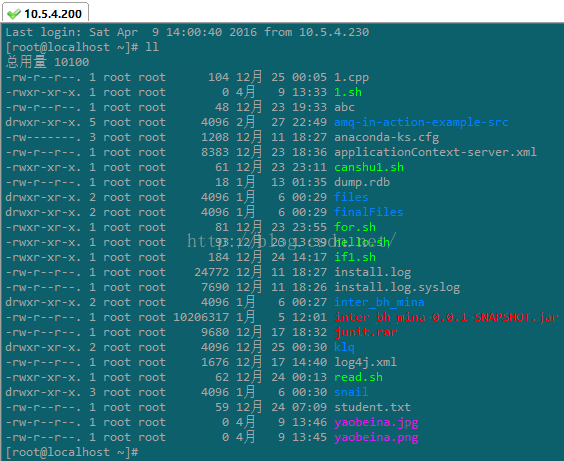 10.5.4.200
Last login: Sat Apr  9 14:00:40 2016 from 10.5.4.230
[root@localhost ~]# ll
总用量 10100
-rw-r--r--. 1 root root      104 12月 25 00:05 1.cpp
-rwxr-xr-x. 1 root root        0 4月   9 13:33 1.sh
-rw-r--r--. 1 root root       48 12月 23 19:33 abc
drwxr-xr-x. 5 root root     4096 2月  27 22:49 amq-in-action-example-src
-rw-------. 3 root root     1208 12月 11 18:27 anaconda-ks.cfg
-rw-r--r--. 1 root root     8383 12月 23 18:36 applicationContext-server.xml
-rwxr-xr-x. 1 root root       61 12月 23 23:11 canshu1.sh
-rw-r--r--. 1 root root       18 1月  13 01:35 dump.rdb
drwxr-xr-x. 2 root root     4096 1月   6 00:29 files
drwxr-xr-x. 2 root root     4096 1月   6 00:29 finalFiles
-rwxr-xr-x. 1 root root       81 12月 23 23:55 for.sh
-rwxr-xr-x. 1 root root       93 12月 23 13:39 hello.sh
-rwxr-xr-x. 1 root root      184 12月 24 14:17 if1.sh
-rw-r--r--. 1 root root    24772 12月 11 18:27 install.log
-rw-r--r--. 1 root root     7690 12月 11 18:26 install.log.syslog
drwxr-xr-x. 2 root root     4096 1月   6 00:27 inter_bh_mina
-rw-r--r--. 1 root root 10206317 1月   5 12:01 inter-bh-mina-0.0.1-SNAPSHOT.jar
-rw-r--r--. 1 root root     9680 12月 17 18:32 junit.rar
drwxr-xr-x. 2 root root     4096 12月 25 00:30 klq
-rw-r--r--. 1 root root     1676 12月 17 14:40 log4j.xml
-rwxr-xr-x. 1 root root       62 12月 24 00:13 read.sh
drwxr-xr-x. 3 root root     4096 1月   6 00:30 snail
-rw-r--r--. 1 root root       59 12月 24 07:09 student.txt
-rw-r--r--. 1 root root        0 4月   9 13:46 yaobeina.jpg
-rw-r--r--. 1 root root        0 4月   9 13:45 yaobeina.png
[root@localhost ~]#